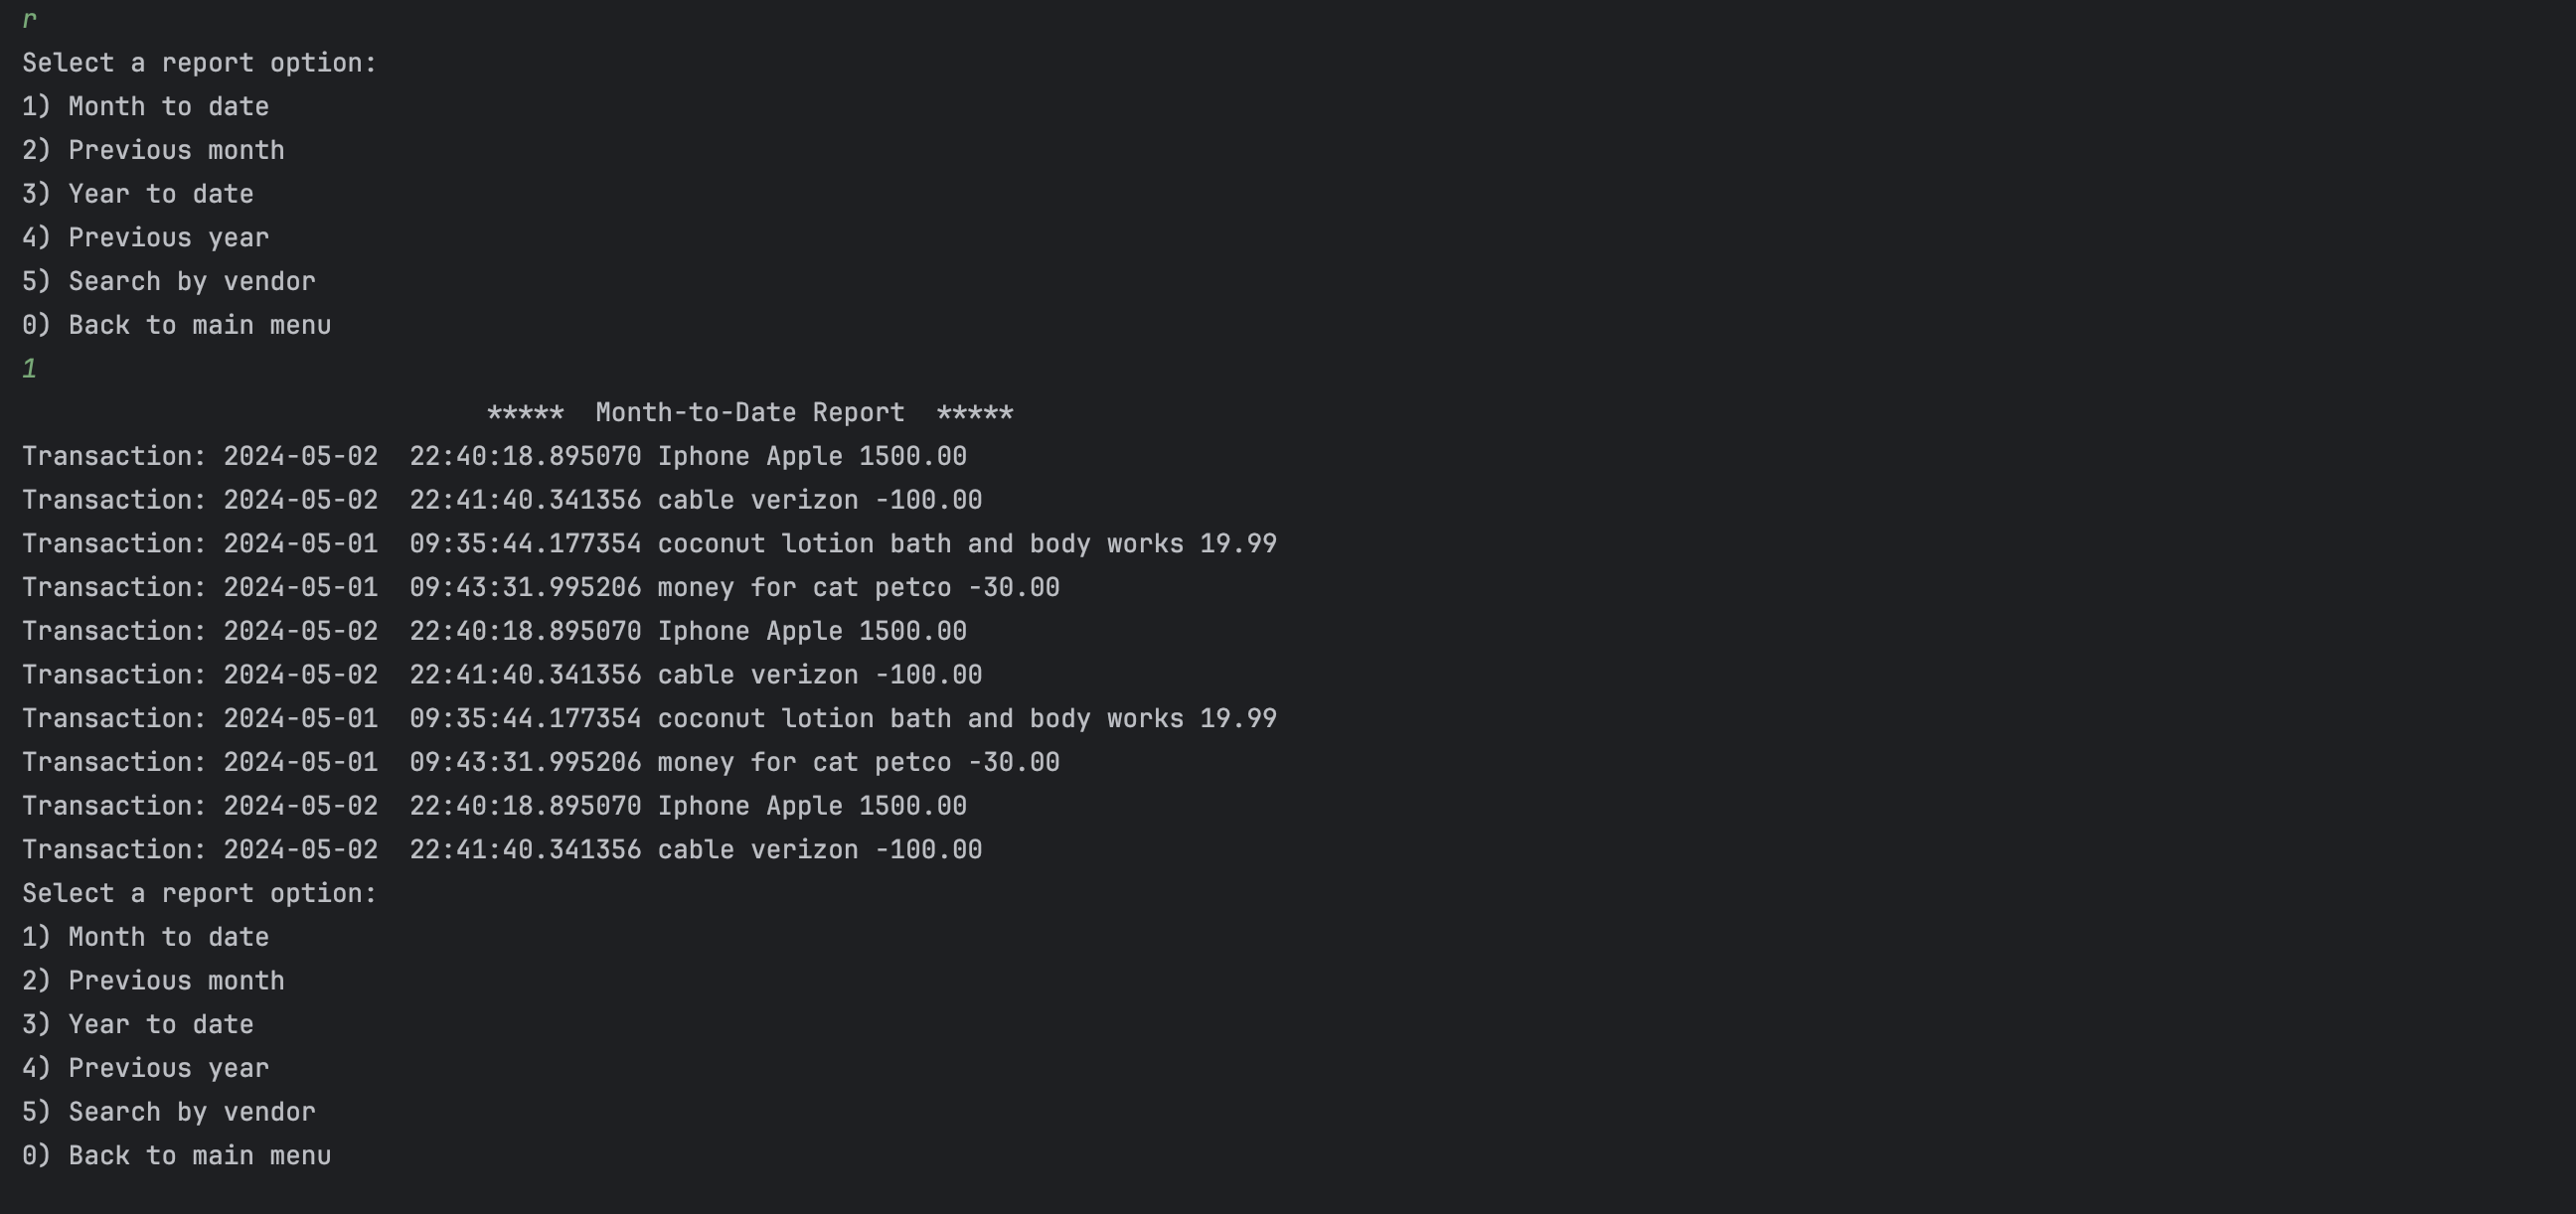 r
Select a report option:
1) Month to date
2) Previous month
3) Year to date
4) Previous year
5) Search by vendor
0) Back to main menu
1
***** Month-to-Date Report *****
Transaction: 2024-05-02  22:40:18.895070 Iphone Apple 1500.00
Transaction: 2024-05-02  22:41:40.341356 cable verizon -100.00
Transaction: 2024-05-01  09:35:44.177354 coconut lotion bath and body works 19.99
Transaction: 2024-05-01  09:43:31.995206 money for cat petco -30.00
Transaction: 2024-05-02  22:40:18.895070 Iphone Apple 1500.00
Transaction: 2024-05-02  22:41:40.341356 cable verizon -100.00
Transaction: 2024-05-01  09:35:44.177354 coconut lotion bath and body works 19.99
Transaction: 2024-05-01  09:43:31.995206 money for cat petco -30.00
Transaction: 2024-05-02  22:40:18.895070 Iphone Apple 1500.00
Transaction: 2024-05-02  22:41:40.341356 cable verizon -100.00
Select a report option:
1) Month to date
2) Previous month
3) Year to date
4) Previous year
5) Search by vendor
0) Back to main menu